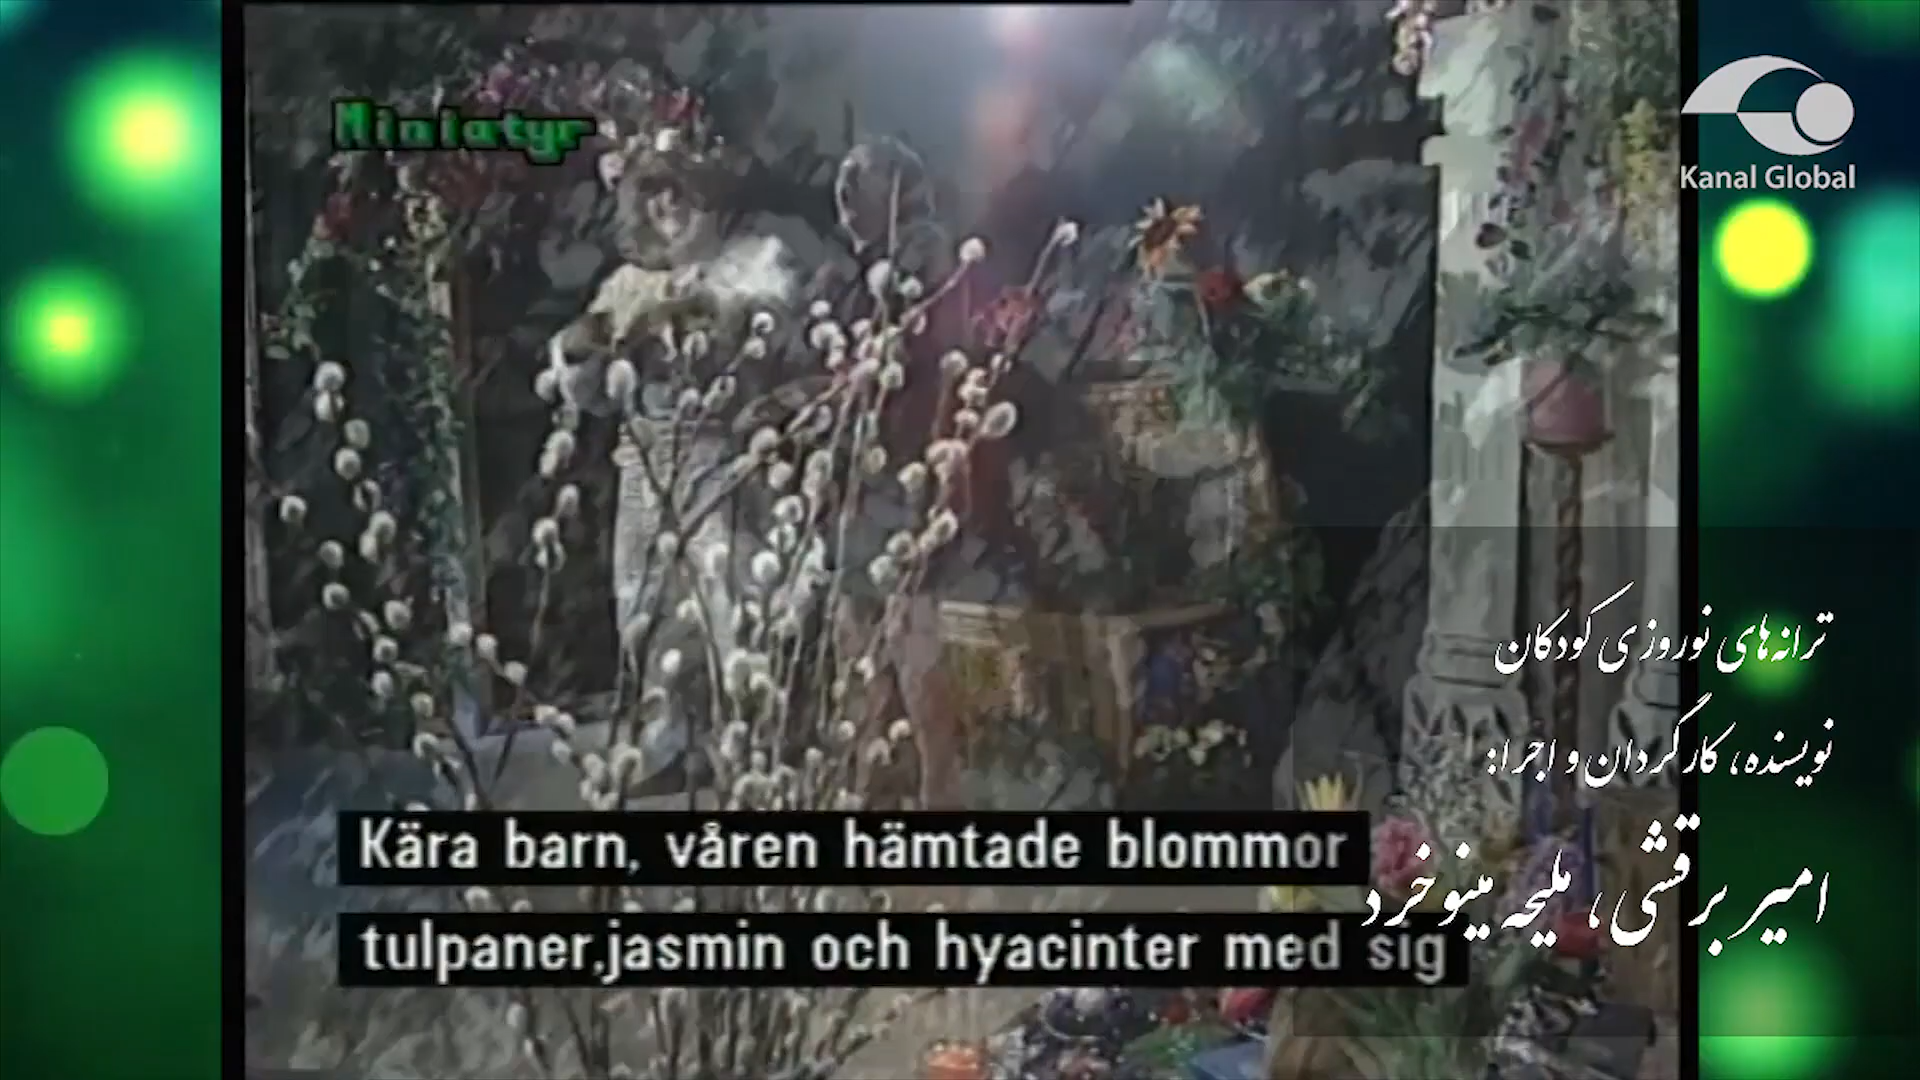 Miniatyr
Kanal Global
ترانه‌های نوروزی کودکان
نویسنده، کارگردان و اجرا:
امیر برقشی، ملیحه مینوخرد
Kära barn, våren hämtade blommor
tulpaner,jasmin och hyacinter med sig